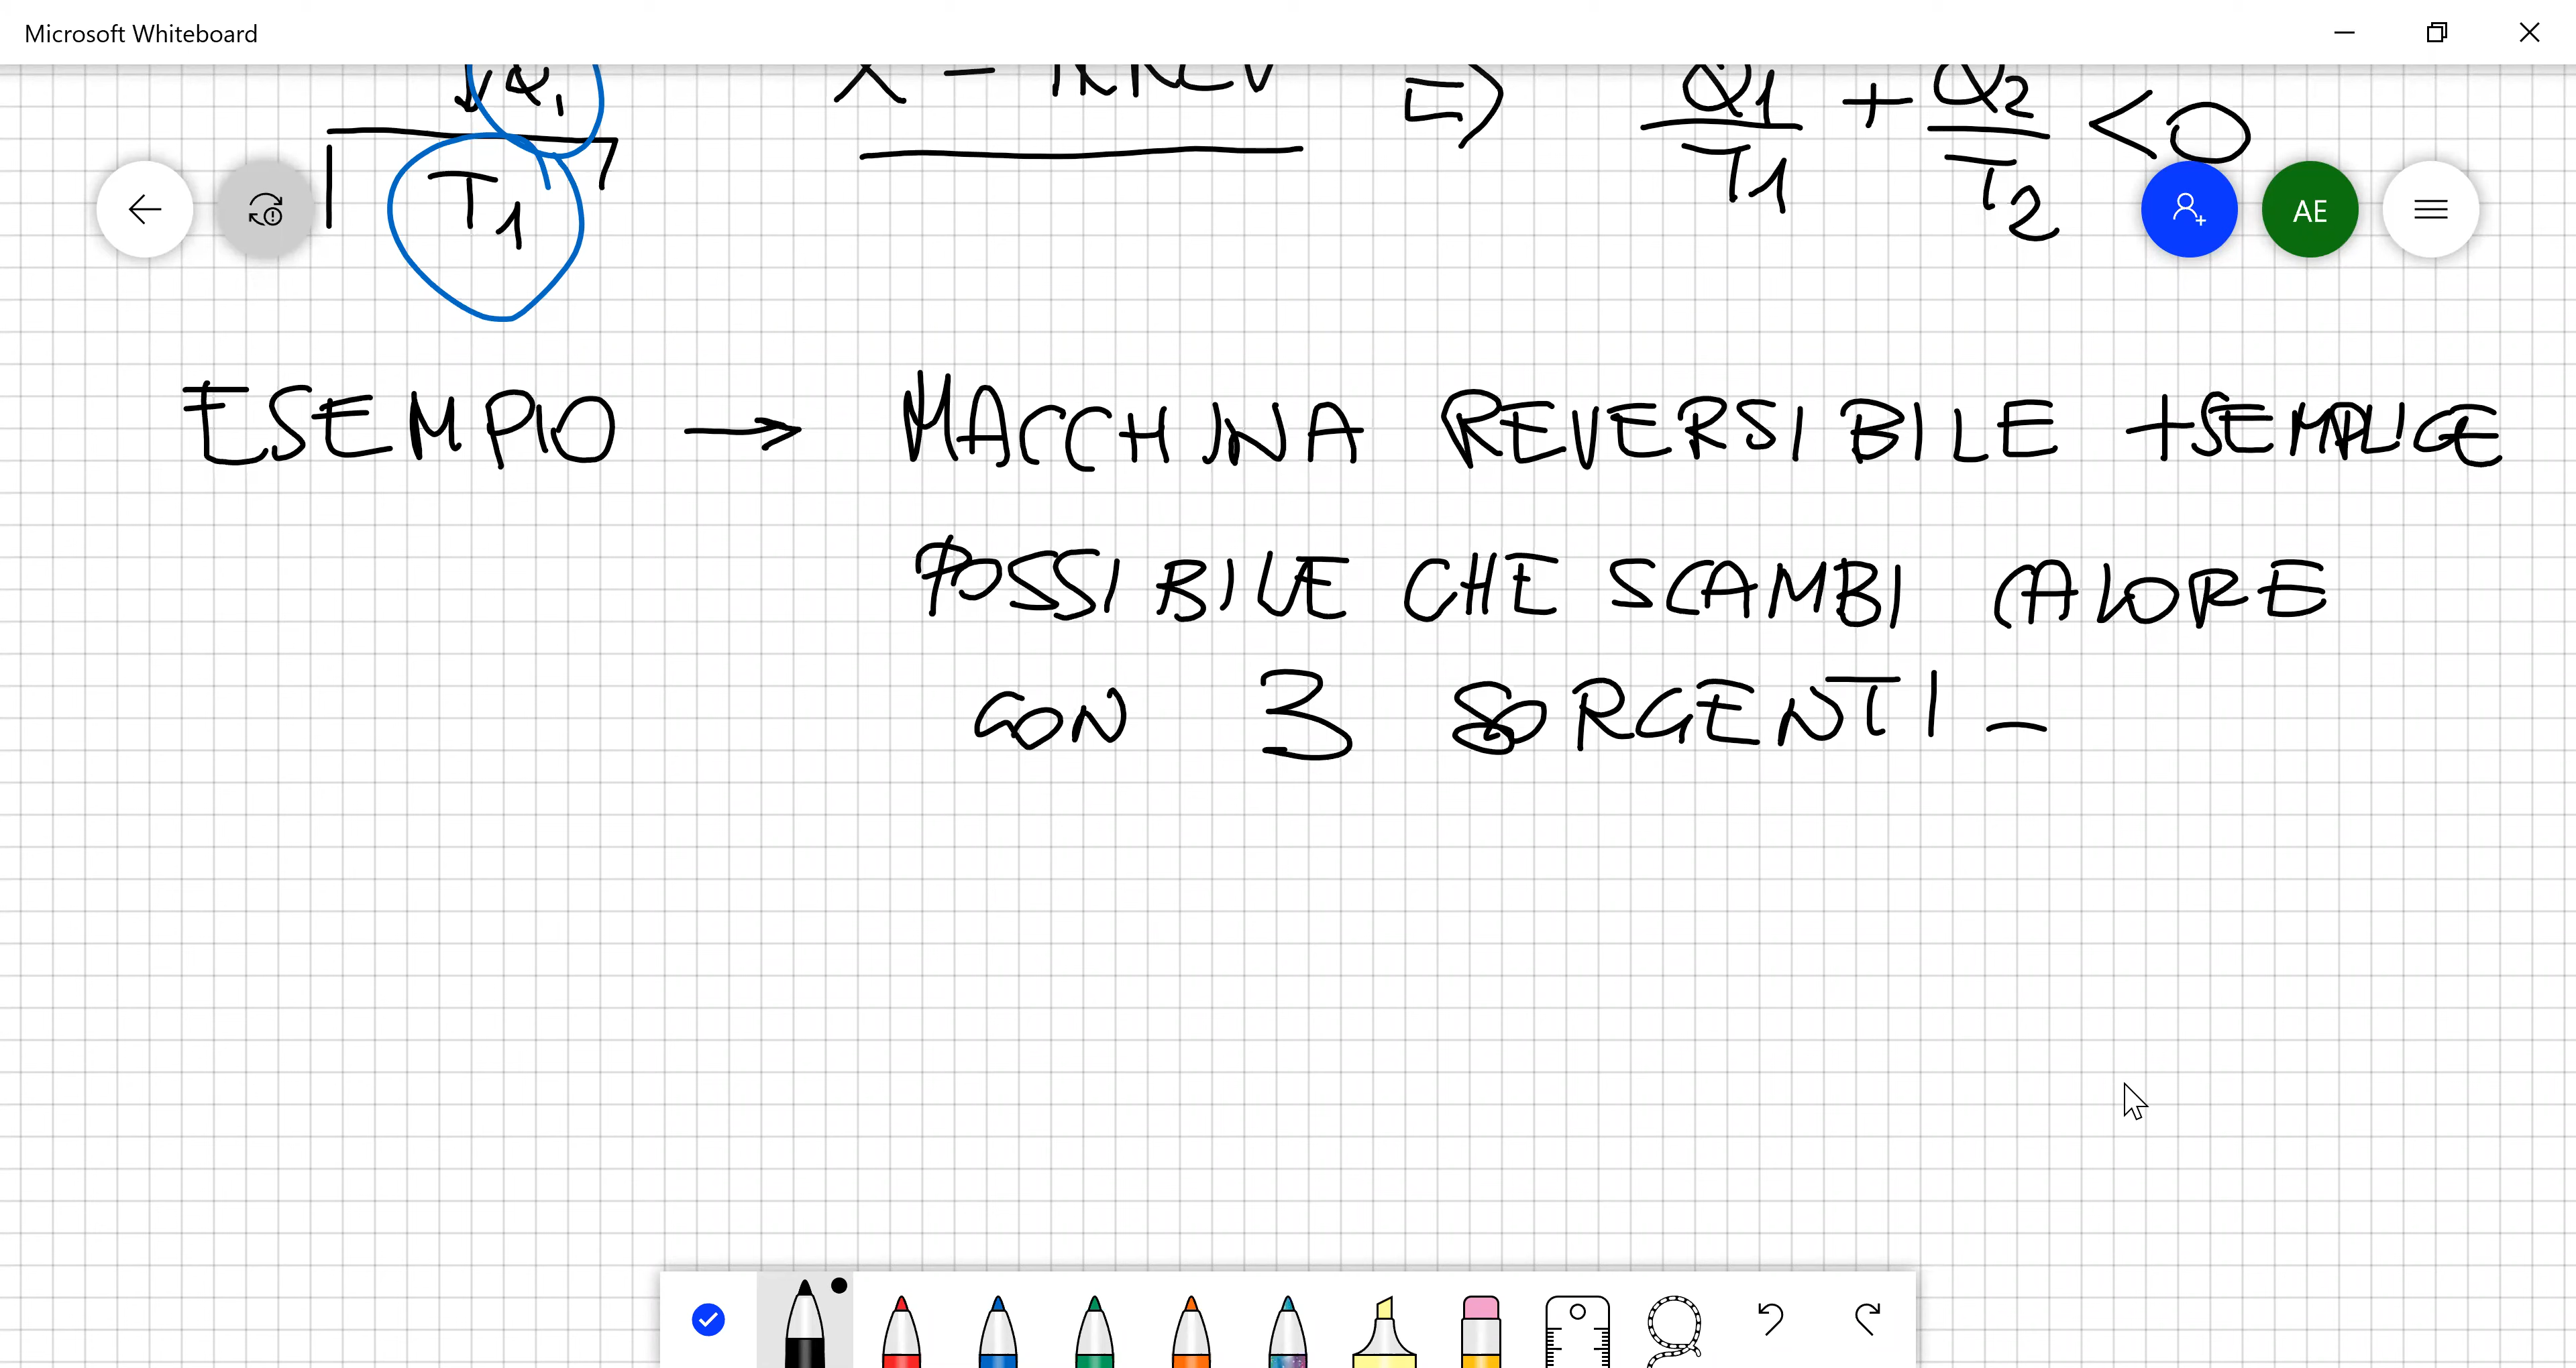 Microsoft Whiteboard
Q1 Q1 + Q2 < 0
T1 T1 T2
AE
ESEMPIO → MACCHINA REVERSIBILE + SEMPLICE
POSSIBILE CHE SCAMBI CALORE
CON 3 SORGENTI -